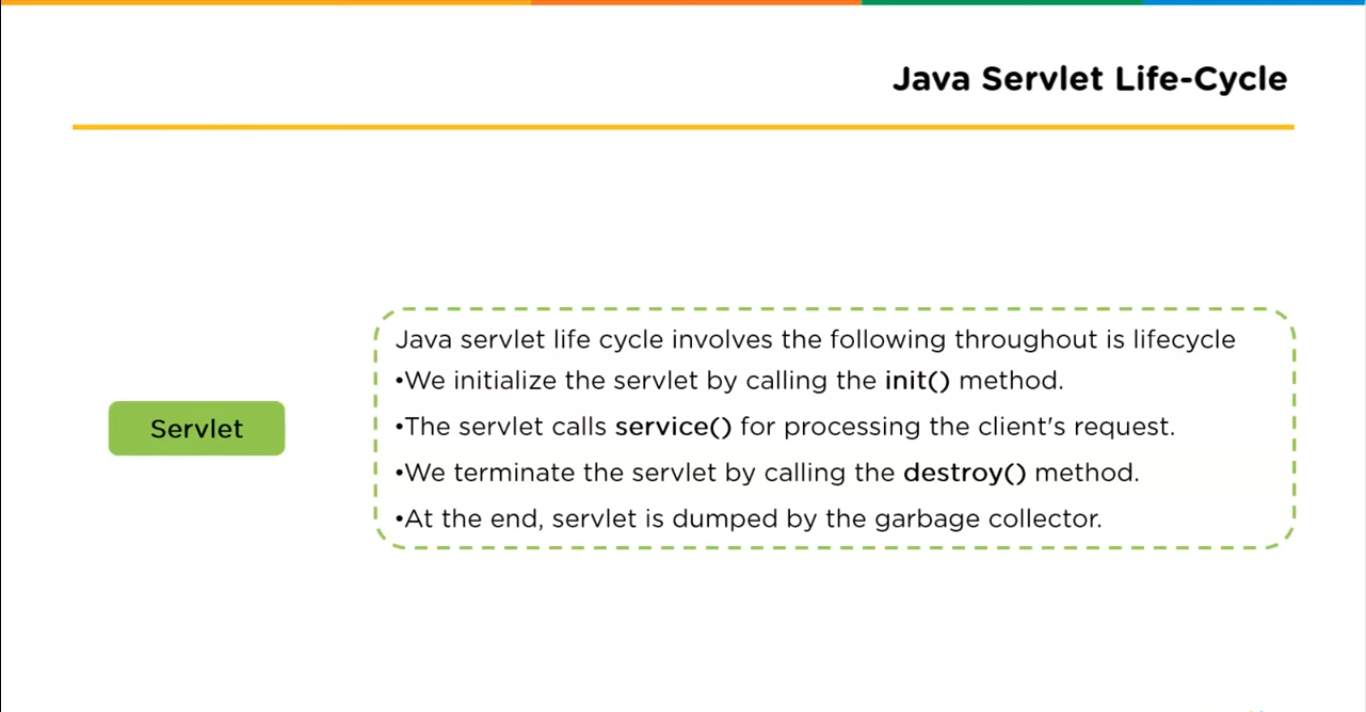 Java Servlet Life-Cycle
Servlet
Java servlet life cycle involves the following throughout is lifecycle
•We initialize the servlet by calling the init() method.
•The servlet calls service() for processing the client's request.
•We terminate the servlet by calling the destroy() method.
•At the end, servlet is dumped by the garbage collector.